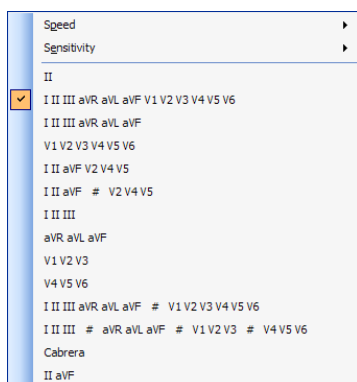 Speed
Sensitivity
II
I II III aVR aVL aVF V1 V2 V3 V4 V5 V6
I II III aVR aVL aVF
V1 V2 V3 V4 V5 V6
I II aVF V2 V4 V5
I II aVF # V2 V4 V5
I II III
aVR aVL aVF
V1 V2 V3
V4 V5 V6
I II III aVR aVL aVF # V1 V2 V3 V4 V5 V6
I II III # aVR aVL aVF # V1 V2 V3 # V4 V5 V6
Cabrera
II aVF